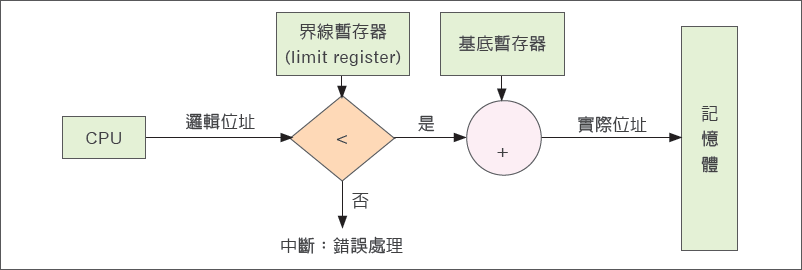 界線暫存器
(limit register)
基底暫存器
CPU
邏輯位址
<
是
+
實際位址
記
憶
體
否
中斷：錯誤處理